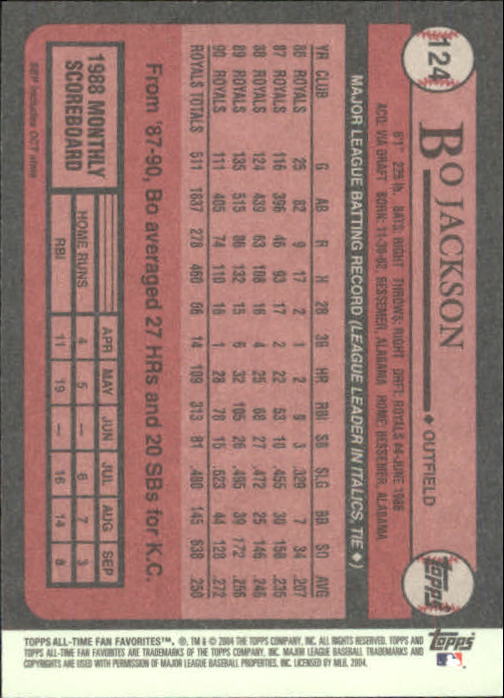 124
BO JACKSON ◆ OUTFIELD
Topps
6'1" 225 lb. BATS: RIGHT THROWS: RIGHT DRFT: ROYALS #4-JUNE 1986
ACQ: VIA DRAFT BORN: 11-30-62, BESSEMER, ALABAMA HOME: BESSEMER, ALABAMA
MAJOR LEAGUE BATTING RECORD (LEAGUE LEADER IN ITALICS, TIE ◆)
YR CLUB G AB R H 2B 3B HR RBI SB SLG BB SO AVG
86 ROYALS 25 82 9 17 2 1 2 9 3 .329 7 34 .207
87 ROYALS 116 396 46 93 17 2 22 53 10 .455 30 158 .235
88 ROYALS 124 439 63 108 16 4 25 68 27 .472 25 146 .246
89 ROYALS 135 515 86 132 15 6 32 105 26 .495 39 172 .256
90 ROYALS 111 405 74 110 16 1 28 78 15 .523 44 128 .272
ROYALS TOTALS 511 1837 278 460 66 14 109 313 81 .480 145 638 .250
From '87-90, Bo averaged 27 HRs and 20 SBs for K.C.
1988 MONTHLY
SCOREBOARD
APR MAY JUN JUL AUG SEP
HOME RUNS 4 5 — 6 7 3
RBI 11 19 — 16 14 8
SEP includes OCT stats
TOPPS ALL-TIME FAN FAVORITES™. ®, TM & © 2004 THE TOPPS COMPANY, INC. ALL RIGHTS RESERVED. TOPPS AND
TOPPS ALL-TIME FAN FAVORITES ARE TRADEMARKS OF THE TOPPS COMPANY, INC. MAJOR LEAGUE BASEBALL TRADEMARKS AND
COPYRIGHTS ARE USED WITH PERMISSION OF MAJOR LEAGUE BASEBALL PROPERTIES, INC. LICENSED BY MLB, 2004.
Topps